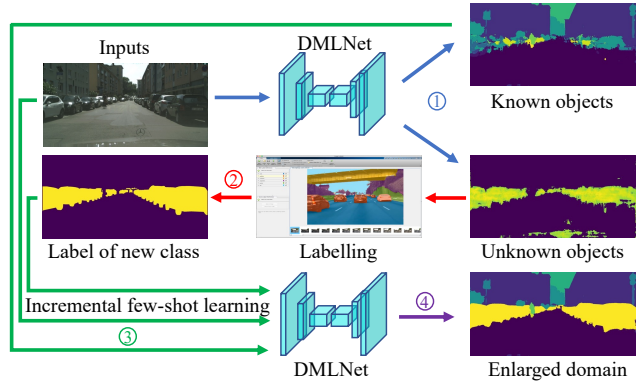 Inputs
DMLNet
①
Known objects
②
Label of new class
Labelling
Unknown objects
Incremental few-shot learning
③
④
DMLNet
Enlarged domain